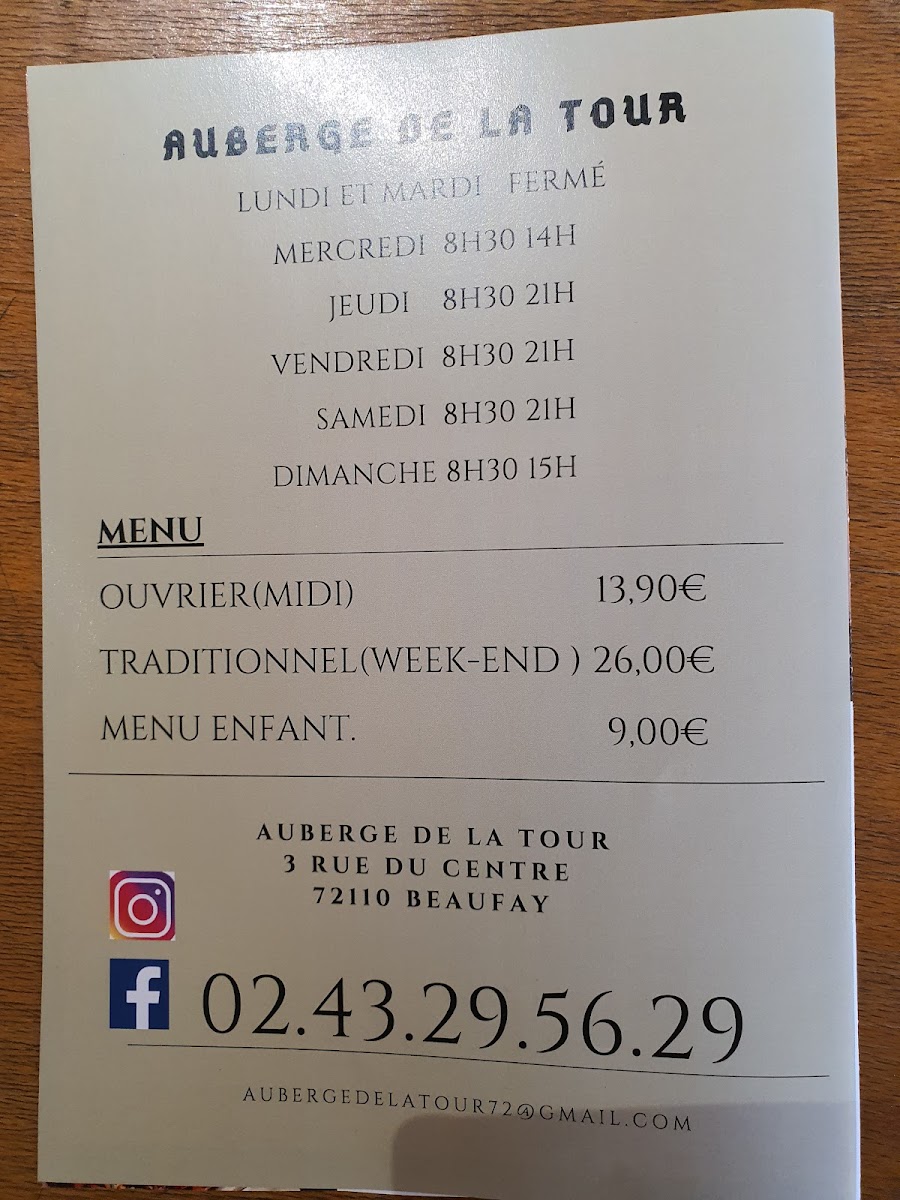 AUBERGE DE LA TOUR
LUNDI ET MARDI FERMÉ
MERCREDI 8H30 14H
JEUDI 8H30 21H
VENDREDI 8H30 21H
SAMEDI 8H30 21H
DIMANCHE 8H30 15H
MENU
OUVRIER(MIDI) 13,90€
TRADITIONNEL(WEEK-END ) 26,00€
MENU ENFANT. 9,00€
AUBERGE DE LA TOUR
3 RUE DU CENTRE
72110 BEAUFAY
02.43.29.56.29
AUBERGEDELATOUR72@GMAIL.COM